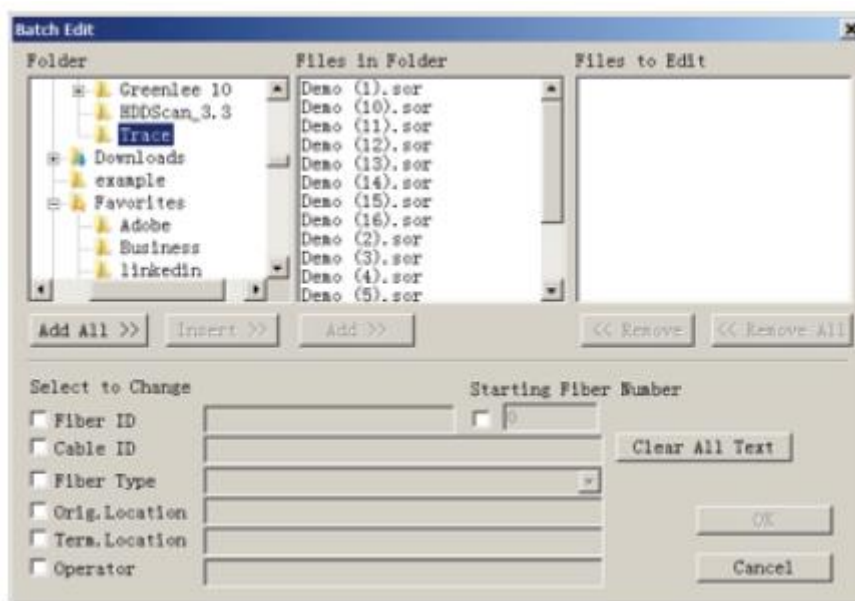 Batch Edit
Folder
Files in Folder
Files to Edit
Greenlee 10
HDDScan_3.3
Trace
Downloads
example
Favorites
Adobe
Business
linkedin
Demo (1).sor
Demo (10).sor
Demo (11).sor
Demo (12).sor
Demo (13).sor
Demo (14).sor
Demo (15).sor
Demo (16).sor
Demo (2).sor
Demo (3).sor
Demo (4).sor
Demo (5).sor
Add All >>
Insert >>
Add >>
<< Remove
<< Remove All
Select to Change
Starting Fiber Number
Fiber ID
0
Cable ID
Clear All Text
Fiber Type
Orig.Location
OK
Term.Location
Operator
Cancel